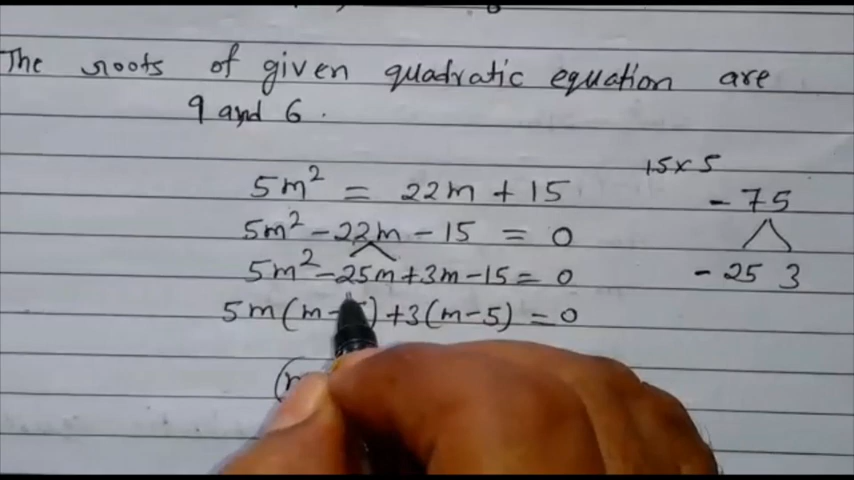 The roots of given quadratic equation are
9 and 6.
15 x 5
5m² = 22m + 15
- 75
5m² - 22m - 15 = 0
5m² - 25m + 3m - 15 = 0
- 25 3
5m(m - ) + 3(m - 5) = 0